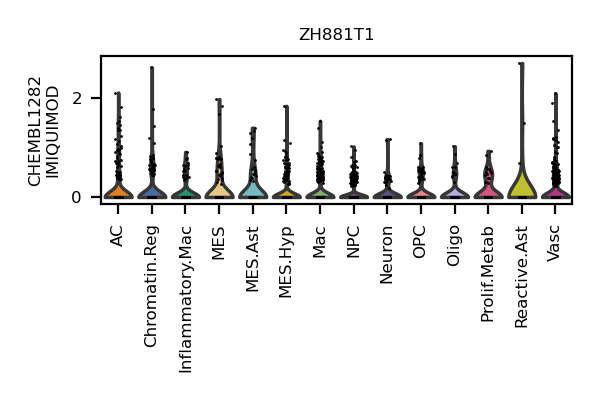 ZH881T1
CHEMBL1282
IMIQUIMOD
2
0
AC
Chromatin.Reg
Inflammatory.Mac
MES
MES.Ast
MES.Hyp
Mac
NPC
Neuron
OPC
Oligo
Prolif.Metab
Reactive.Ast
Vasc